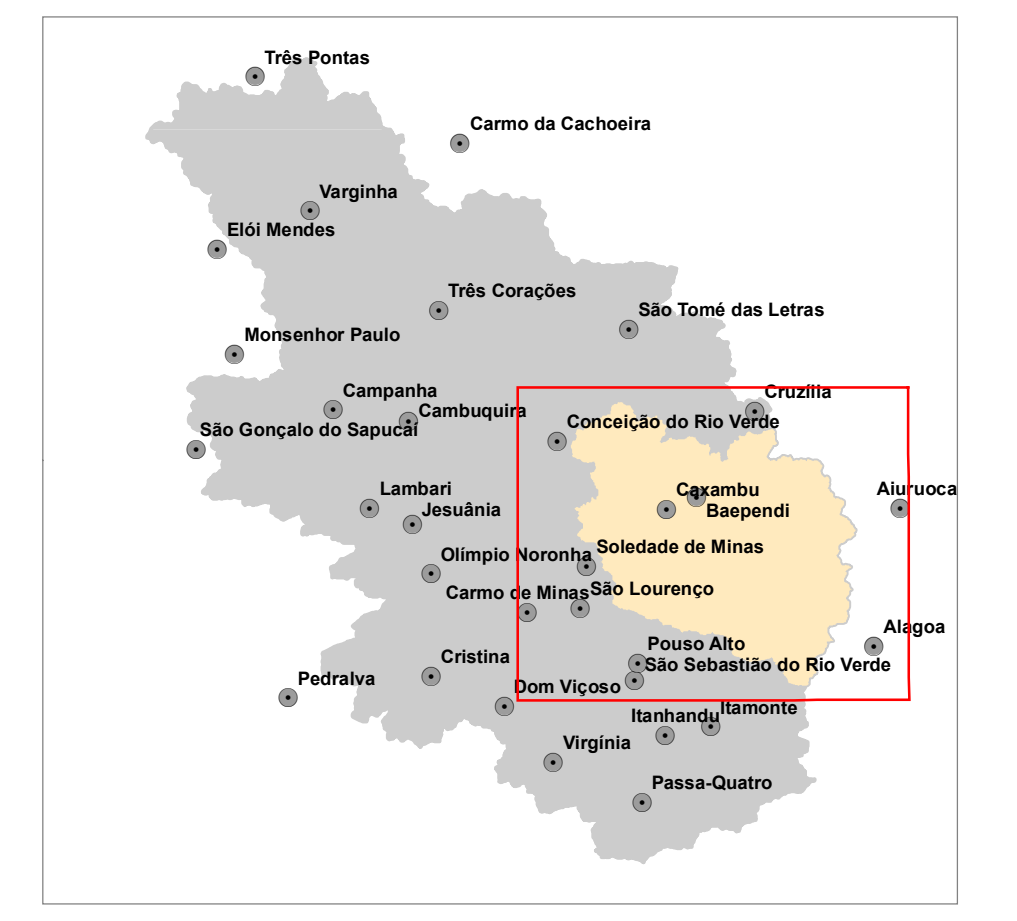 Três Pontas
Carmo da Cachoeira
Varginha
Elói Mendes
Três Corações
São Tomé das Letras
Monsenhor Paulo
Campanha
Cruzília
Cambuquira
Conceição do Rio Verde
São Gonçalo do Sapucaí
Lambari
Caxambu
Aiuruoca
Jesuânia
Baependi
Olímpio Noronha
Soledade de Minas
Carmo de Minas
São Lourenço
Alagoa
Pouso Alto
Cristina
São Sebastião do Rio Verde
Pedralva
Dom Viçoso
Itanhandu
Itamonte
Virgínia
Passa-Quatro